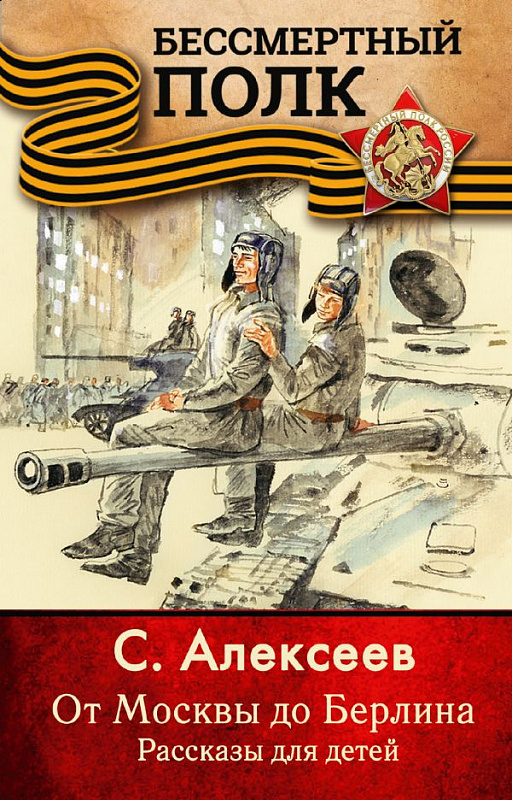 БЕССМЕРТНЫЙ
ПОЛК
БЕССМЕРТНЫЙ ПОЛК РОССИИ
С. Алексеев
От Москвы до Берлина
Рассказы для детей